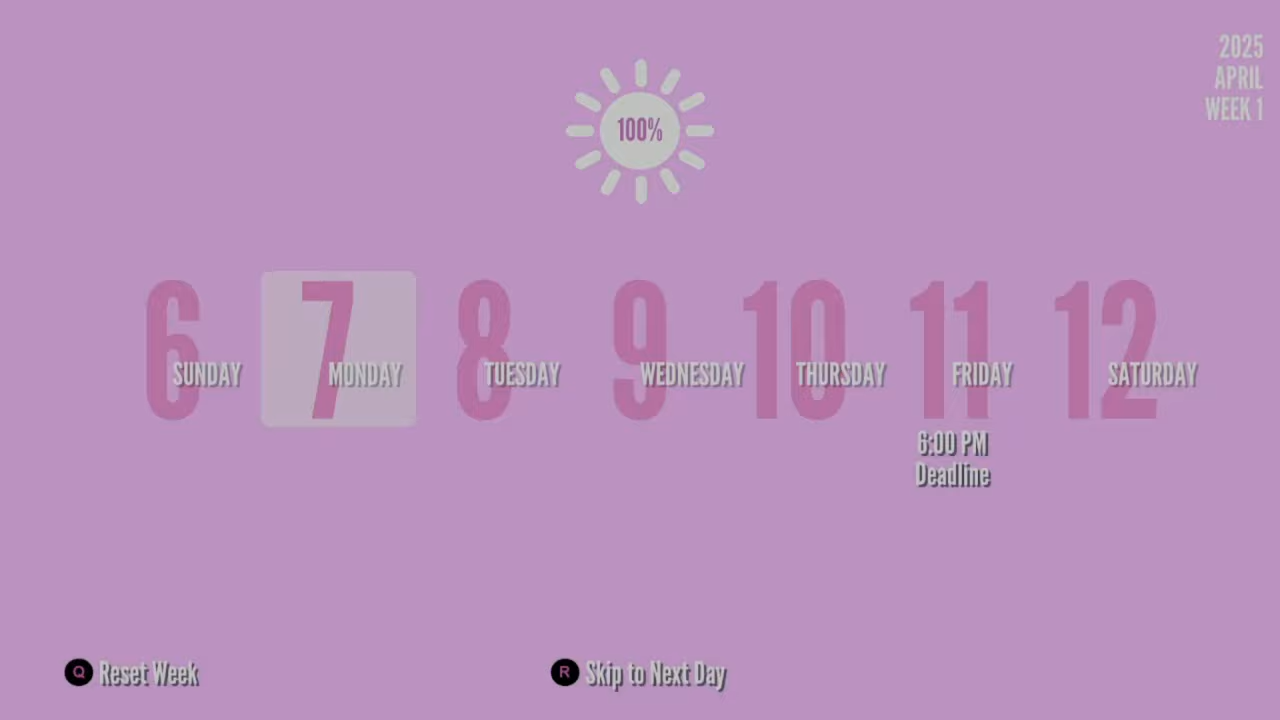 2025
APRIL
WEEK 1
100%
6 SUNDAY
7 MONDAY
8 TUESDAY
9 WEDNESDAY
10 THURSDAY
11 FRIDAY
12 SATURDAY
6:00 PM
Deadline
Q Reset Week
R Skip to Next Day